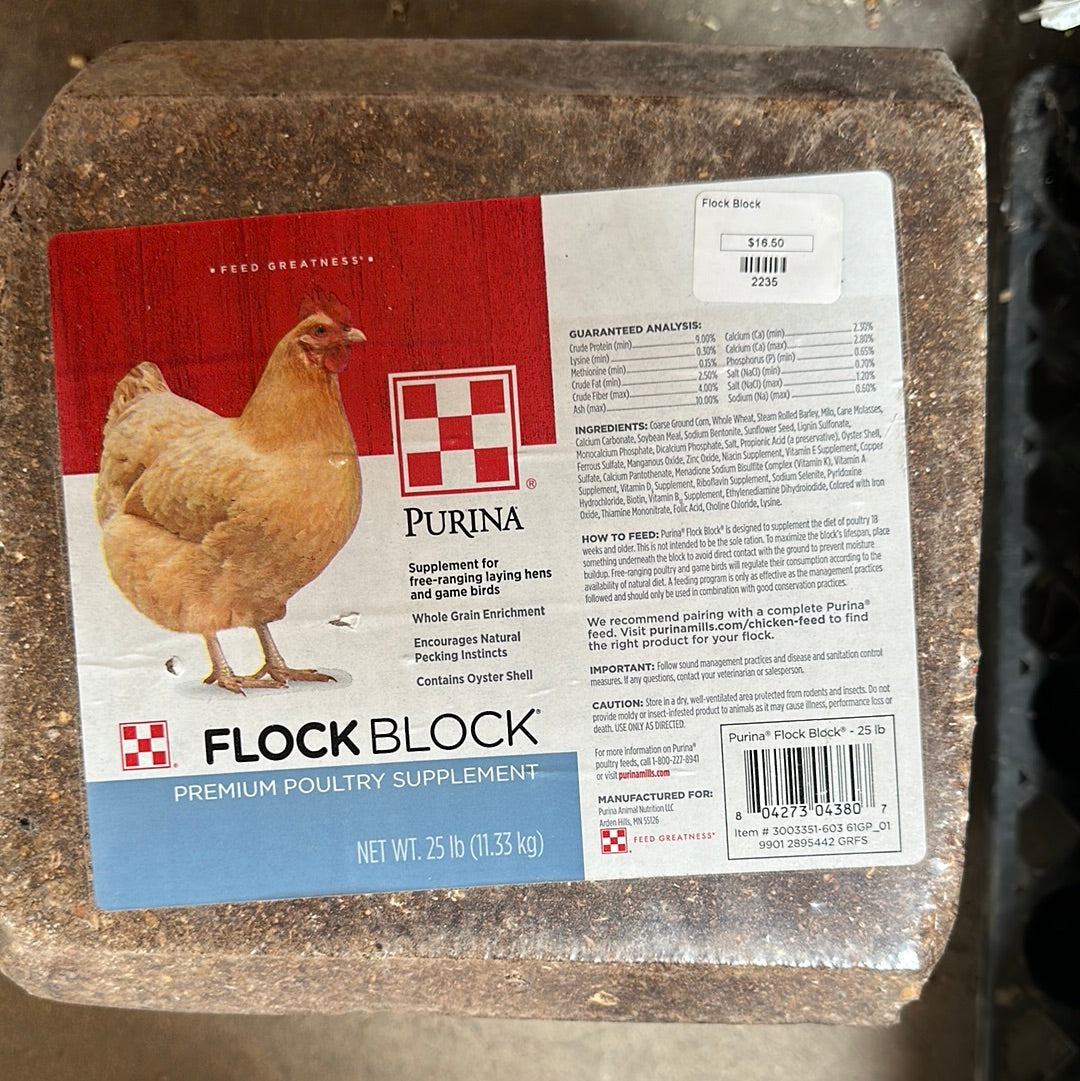 • FEED GREATNESS® •
PURINA®
Supplement for
free-ranging laying hens
and game birds
Whole Grain Enrichment
Encourages Natural
Pecking Instincts
Contains Oyster Shell
FLOCK BLOCK®
PREMIUM POULTRY SUPPLEMENT
NET WT. 25 lb (11.33 kg)
Flock Block
$16.50
2235
GUARANTEED ANALYSIS:
Crude Protein (min) 9.00%
Lysine (min) 0.30%
Methionine (min) 0.15%
Crude Fat (min) 2.50%
Crude Fiber (max) 4.00%
Ash (max) 10.00%
Calcium (Ca) (min) 2.30%
Calcium (Ca) (max) 2.80%
Phosphorus (P) (min) 0.65%
Salt (NaCl) (min) 0.70%
Salt (NaCl) (max) 1.20%
Sodium (Na) (max) 0.60%
INGREDIENTS: Coarse Ground Corn, Whole Wheat, Steam Rolled Barley, Milo, Cane Molasses,
Calcium Carbonate, Soybean Meal, Sodium Bentonite, Sunflower Seed, Lignin Sulfonate,
Monocalcium Phosphate, Dicalcium Phosphate, Salt, Propionic Acid (a preservative), Oyster Shell,
Ferrous Sulfate, Manganous Oxide, Zinc Oxide, Niacin Supplement, Vitamin E Supplement, Copper
Sulfate, Calcium Pantothenate, Menadione Sodium Bisulfite Complex (Vitamin K), Vitamin A
Supplement, Vitamin D₃ Supplement, Riboflavin Supplement, Sodium Selenite, Pyridoxine
Hydrochloride, Biotin, Vitamin B₁₂ Supplement, Ethylenediamine Dihydroiodide, Colored with Iron
Oxide, Thiamine Mononitrate, Folic Acid, Choline Chloride, Lysine.
HOW TO FEED: Purina® Flock Block® is designed to supplement the diet of poultry 18
weeks and older. This is not intended to be the sole ration. To maximize the block's lifespan, place
something underneath the block to avoid direct contact with the ground to prevent moisture
buildup. Free-ranging poultry and game birds will regulate their consumption according to the
availability of natural diet. A feeding program is only as effective as the management practices
followed and should only be used in combination with good conservation practices.
We recommend pairing with a complete Purina®
feed. Visit purinamills.com/chicken-feed to find
the right product for your flock.
IMPORTANT: Follow sound management practices and disease and sanitation control
measures. If any questions, contact your veterinarian or salesperson.
CAUTION: Store in a dry, well-ventilated area protected from rodents and insects. Do not
provide moldy or insect-infested product to animals as it may cause illness, performance loss or
death. USE ONLY AS DIRECTED.
For more information on Purina®
poultry feeds, call 1-800-227-8941
or visit purinamills.com
MANUFACTURED FOR:
Purina Animal Nutrition LLC
Arden Hills, MN 55126
FEED GREATNESS®
Purina® Flock Block® - 25 lb
8 04273 04380 7
Item # 3003351-603 61GP_01
9901 2895442 GRFS